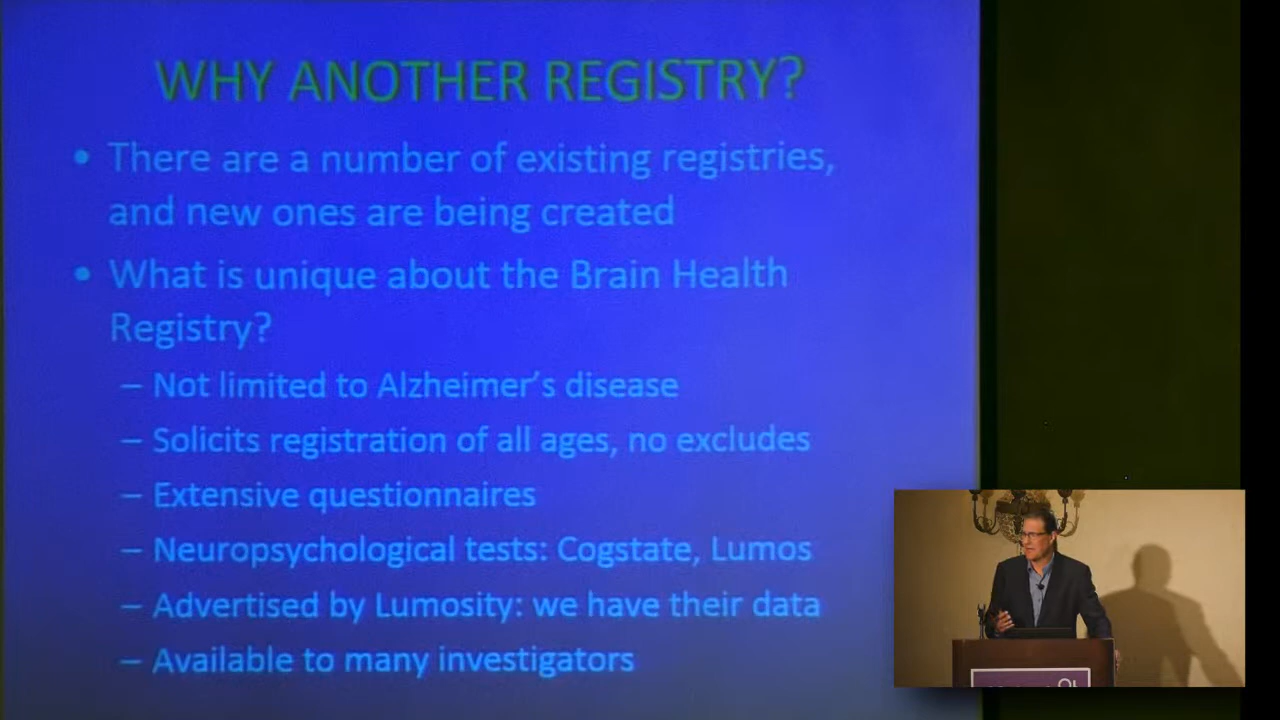 WHY ANOTHER REGISTRY?
• There are a number of existing registries,
and new ones are being created
• What is unique about the Brain Health
Registry?
– Not limited to Alzheimer's disease
– Solicits registration of all ages, no excludes
– Extensive questionnaires
– Neuropsychological tests: Cogstate, Lumos
– Advertised by Lumosity: we have their data
– Available to many investigators